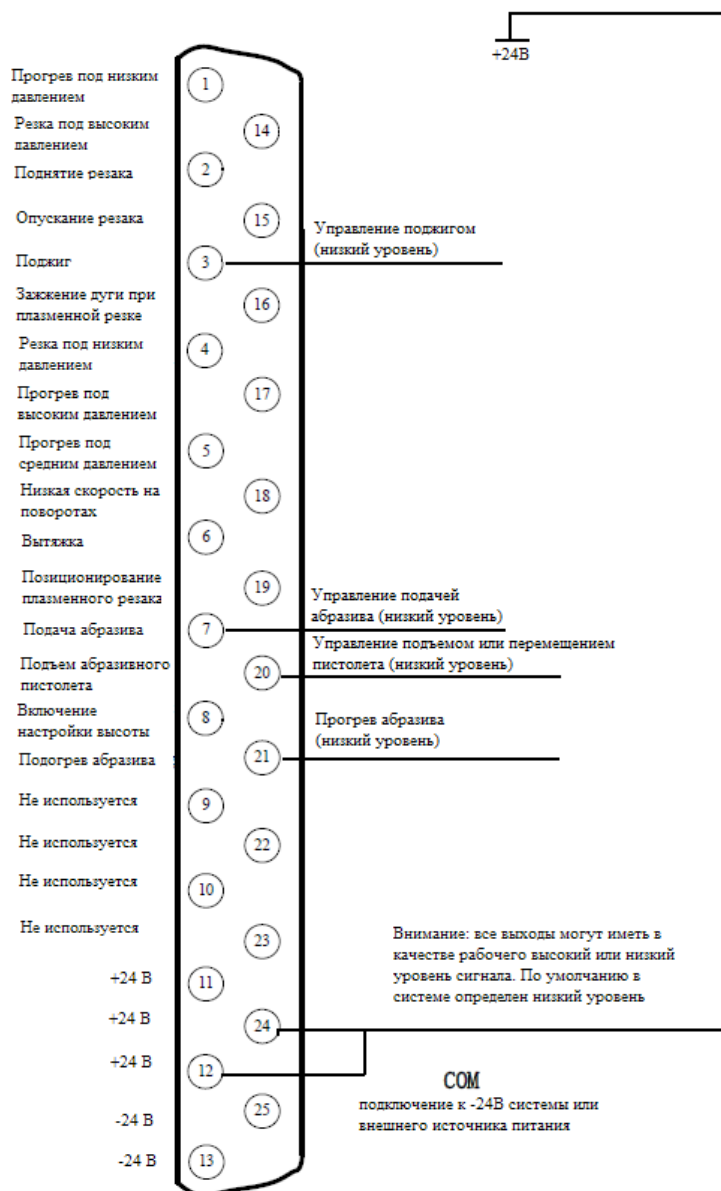 +24В
Прогрев под низким
давлением
1
Резка под высоким
давлением
14
Поднятие резака
2
Опускание резака
15
Управление поджигом
(низкий уровень)
Поджиг
3
Зажжение дуги при
плазменной резке
16
Резка под низким
давлением
4
Прогрев под
высоким давлением
17
Прогрев под
средним давлением
5
Низкая скорость на
поворотах
18
Вытяжка
6
Позиционирование
плазменного резака
19
Управление подачей
абразива (низкий уровень)
Подача абразива
7
Управление подъемом или перемещением
пистолета (низкий уровень)
Подъем абразивного
пистолета
20
Включение
настройки высоты
8
Прогрев абразива
(низкий уровень)
Подогрев абразива
21
Не используется
9
Не используется
22
Не используется
10
Не используется
23
Внимание: все выходы могут иметь в
качестве рабочего высокий или низкий
уровень сигнала. По умолчанию в
системе определен низкий уровень
+24 В
11
+24 В
24
+24 В
12
COM
подключение к -24В системы или
внешнего источника питания
-24 В
25
-24 В
13